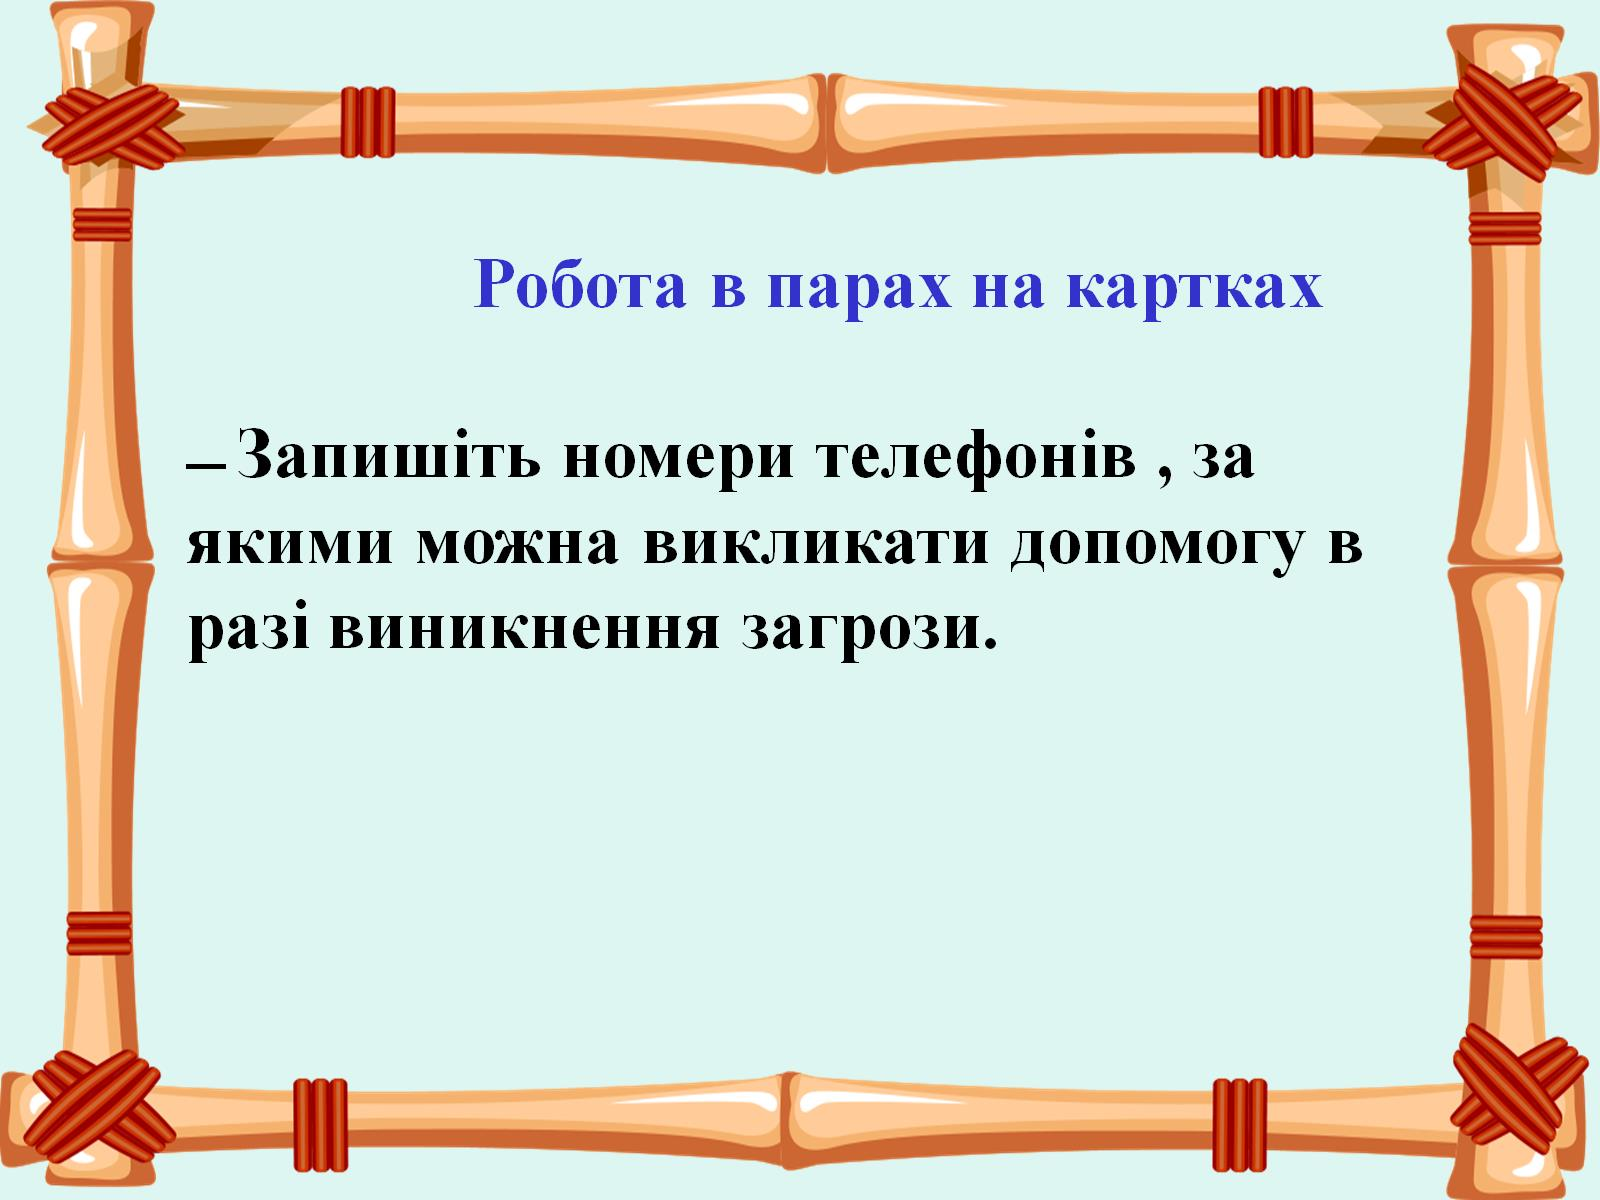 Робота в парах на картках
– Запишіть номери телефонів , за
якими можна викликати допомогу в
разі виникнення загрози.